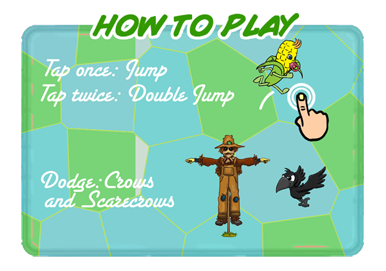 HOW TO PLAY
Tap once: Jump
Tap twice: Double Jump
Dodge: Crows
and Scarecrows